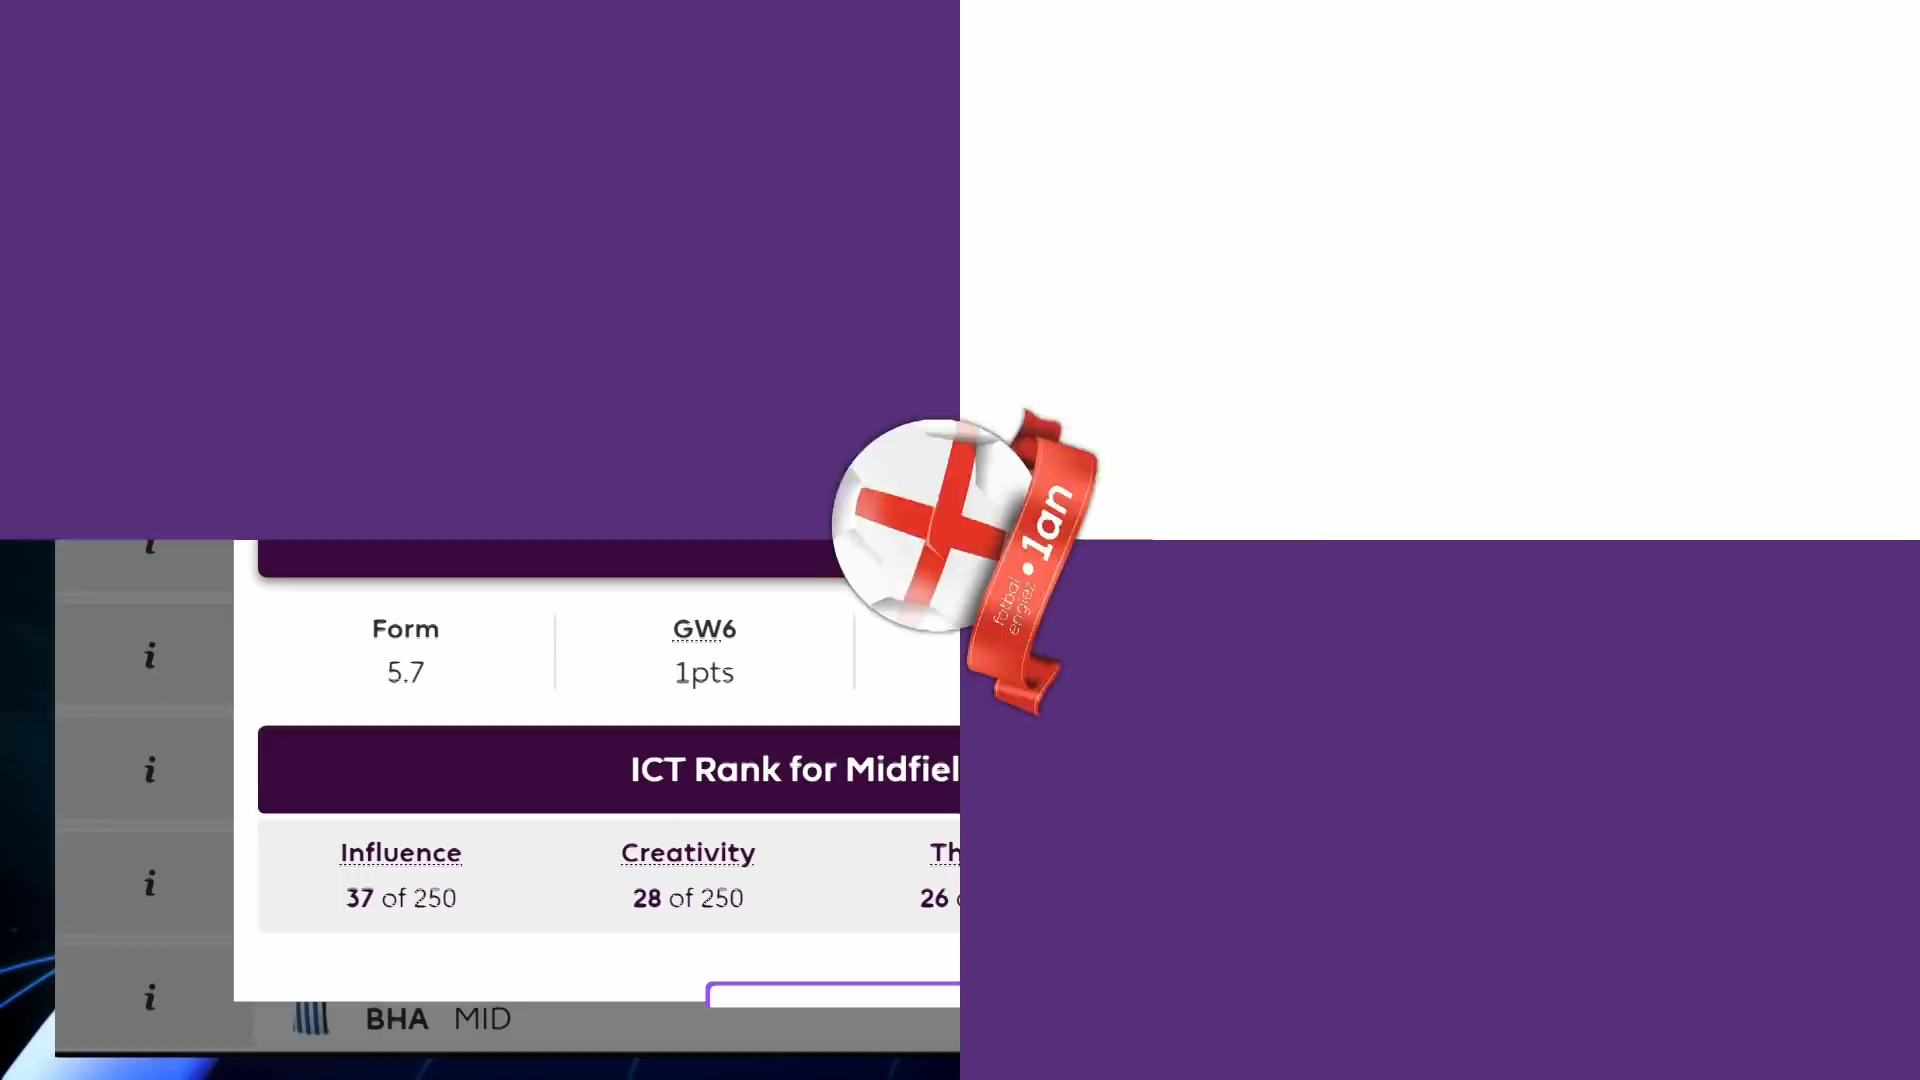 1an
fotbal
englez
Form
GW6
5.7
1pts
ICT Rank for Midfiel
Influence
Creativity
Th
37 of 250
28 of 250
26
i
i
i
i
i
BHA MID